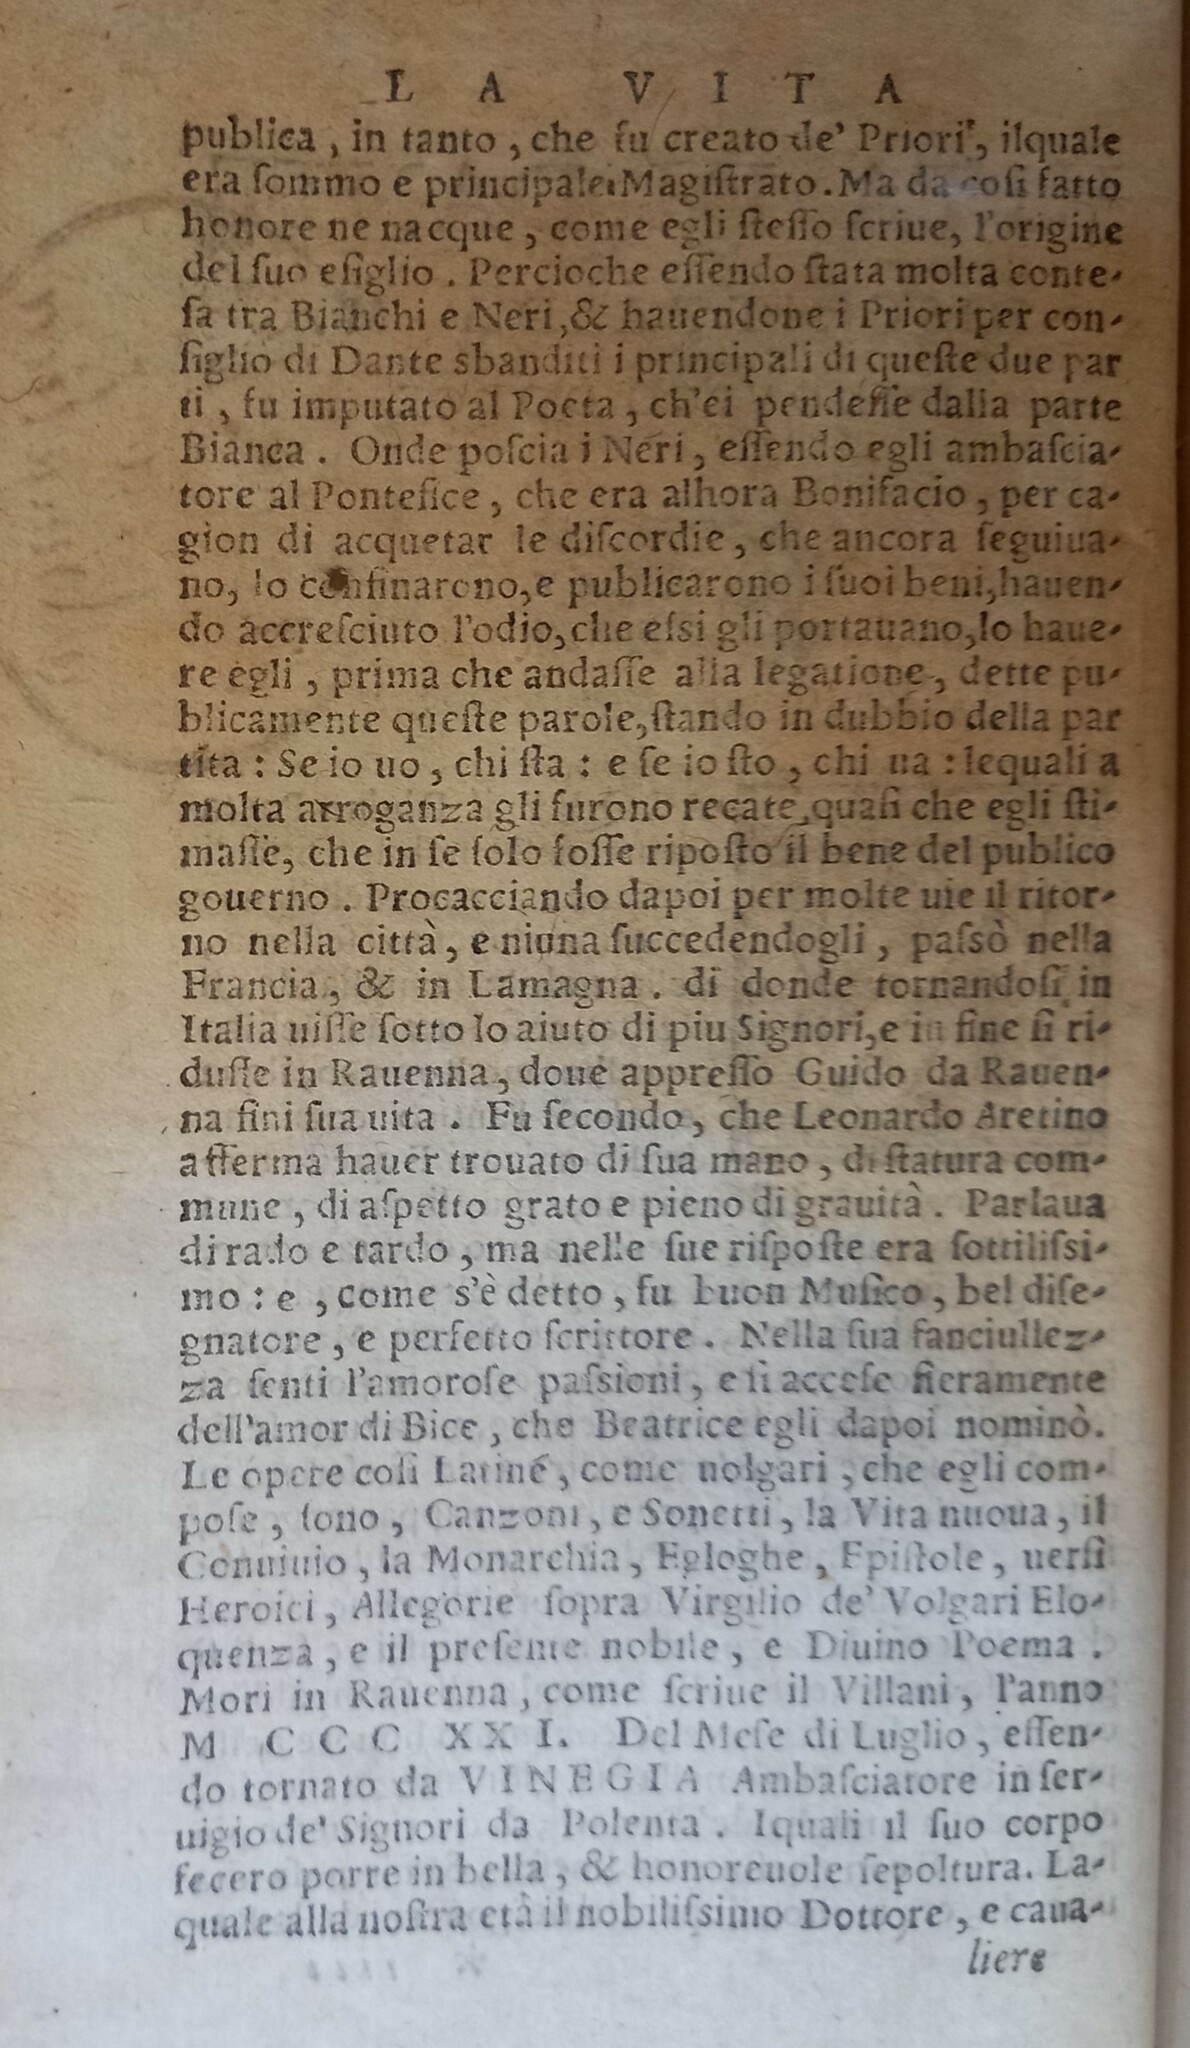 LA VITA
publica, in tanto, che fu creato de' Priori, ilquale
era ſommo e principale Magiſtrato. Ma da coſi fatto
honore ne nacque, come egli ſteſſo ſcriue, l'origine
del ſuo eſiglio. Percioche eſſendo ſtata molta conte-
ſa tra Bianchi e Neri, & hauendone i Priori per con-
ſiglio di Dante sbanditi i principali di queſte due par
ti, fu imputato al Poeta, ch'ei pendeſſe dalla parte
Bianca. Onde poſcia i Neri, eſſendo egli ambaſcia-
tore al Pontefice, che era alhora Bonifacio, per ca-
gion di acquetar le diſcordie, che ancora ſeguiua-
no, lo confinarono, e publicarono i ſuoi beni, hauen-
do accreſciuto l'odio, che eſsi gli portauano, lo haue-
re egli, prima che andaſſe alla legatione, dette pu-
blicamente queſte parole, ſtando in dubbio della par
tita: Se io uo, chi ſta: e ſe io ſto, chi ua: lequali a
molta arroganza gli furono recate, quaſi che egli ſti-
maſſe, che in ſe ſolo foſſe ripoſto il bene del publico
gouerno. Procacciando dapoi per molte uie il ritor-
no nella città, e niuna ſuccedendogli, paſsò nella
Francia, & in Lamagna. di donde tornandoſi in
Italia uiſſe ſotto lo aiuto di piu Signori, e in fine ſi ri-
duſſe in Rauenna, doue appreſſo Guido da Rauen-
na fini ſua uita. Fu ſecondo, che Leonardo Aretino
afferma hauer trouato di ſua mano, di ſtatura com-
mune, di aſpetto grato e pieno di grauità. Parlaua
di rado e tardo, ma nelle ſue riſpoſte era ſottiliſsi-
mo: e, come s'è detto, fu buon Muſico, bel diſe-
gnatore, e perfetto ſcrittore. Nella ſua fanciullez-
za ſenti l'amoroſe paſsioni, e ſi acceſe fieramente
dell'amor di Bice, che Beatrice egli dapoi nominò.
Le opere coſi Latine, come uolgari, che egli com-
poſe, ſono, Canzoni, e Sonetti, la Vita nuoua, il
Conuiuio, la Monarchia, Egloghe, Epiſtole, uerſi
Heroici, Allegorie ſopra Virgilio de' Volgari Elo-
quenza, e il preſente nobile, e Diuino Poema.
Mori in Rauenna, come ſcriue il Villani, l'anno
M CCC XXI. Del Meſe di Luglio, eſſen-
do tornato da VINEGIA Ambaſciatore in ſer-
uigio de' Signori da Polenta. Iquali il ſuo corpo
fecero porre in bella, & honoreuole ſepoltura. La-
quale alla noſtra età il nobiliſsimo Dottore, e caua-
liere